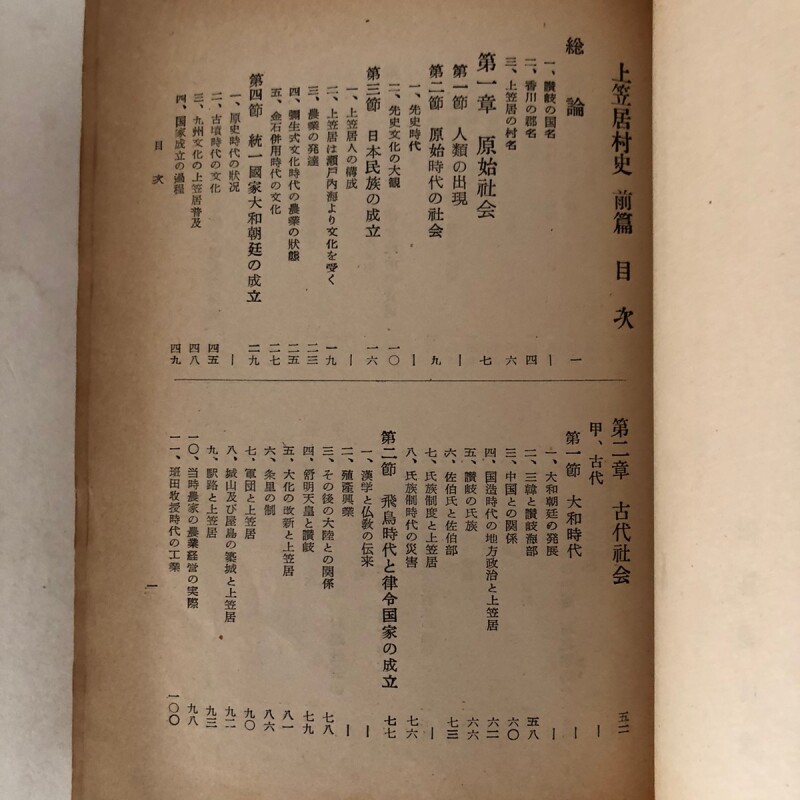 上笠居村史 前篇 目次
総論 一
一、讃岐の国名 ー
二、香川の郡名 四
三、上笠居の村名 六
第一章 原始社会 七
第一節 人類の出現 ー
第二節 原始時代の社会 九
一、先史時代 ー
二、先史文化の大観 一〇
第三節 日本民族の成立 一六
一、上笠居人の構成 ー
二、上笠居は瀬戸内海より文化を受く 一九
三、農業の発達 二三
四、彌生式文化時代の農業の狀態 二五
五、金石併用時代の文化 二七
第四節 統一國家大和朝廷の成立 二九
一、原史時代の状况 ー
二、古墳時代の文化 四五
三、九州文化の上笠居普及 四八
四、国家成立の過程 四九
第二章 古代社会 五二
甲、古代 ー
第一節 大和時代 ー
一、大和朝廷の発展 ー
二、三韓と讃岐海部 五八
三、中国との関係 六〇
四、国造時代の地方政治と上笠居 六二
五、讃岐の氏族 六六
六、佐伯氏と佐伯部 七三
七、氏族制度と上笠居 ー
八、氏族制時代の災害 七六
第二節 飛鳥時代と律令国家の成立 七七
一、漢学と仏教の伝来 ー
二、殖産興業 ー
三、その後の大陸との関係 七八
四、舒明天皇と讃岐 七九
五、大化の改新と上笠居 八一
六、条里の制 八六
七、軍団と上笠居 九〇
八、城山及び屋島の築城と上笠居 九二
九、駅路と上笠居 九三
一〇、当時農家の農業経営の実際 九八
一一、班田收授時代の工業 一〇〇
目次 一